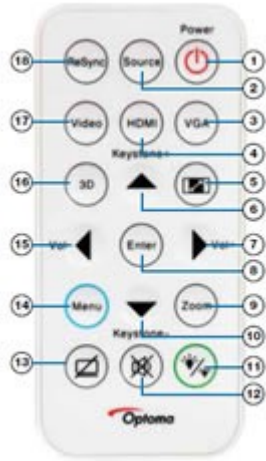 Power
18 ReSync Source 1
2
17 Video HDMI VGA 3
4
Keystone+
16 3D 5
6
15 Vol- Enter Vol+ 7
8
14 Menu Zoom 9
Keystone- 10
13 11
12
Optoma